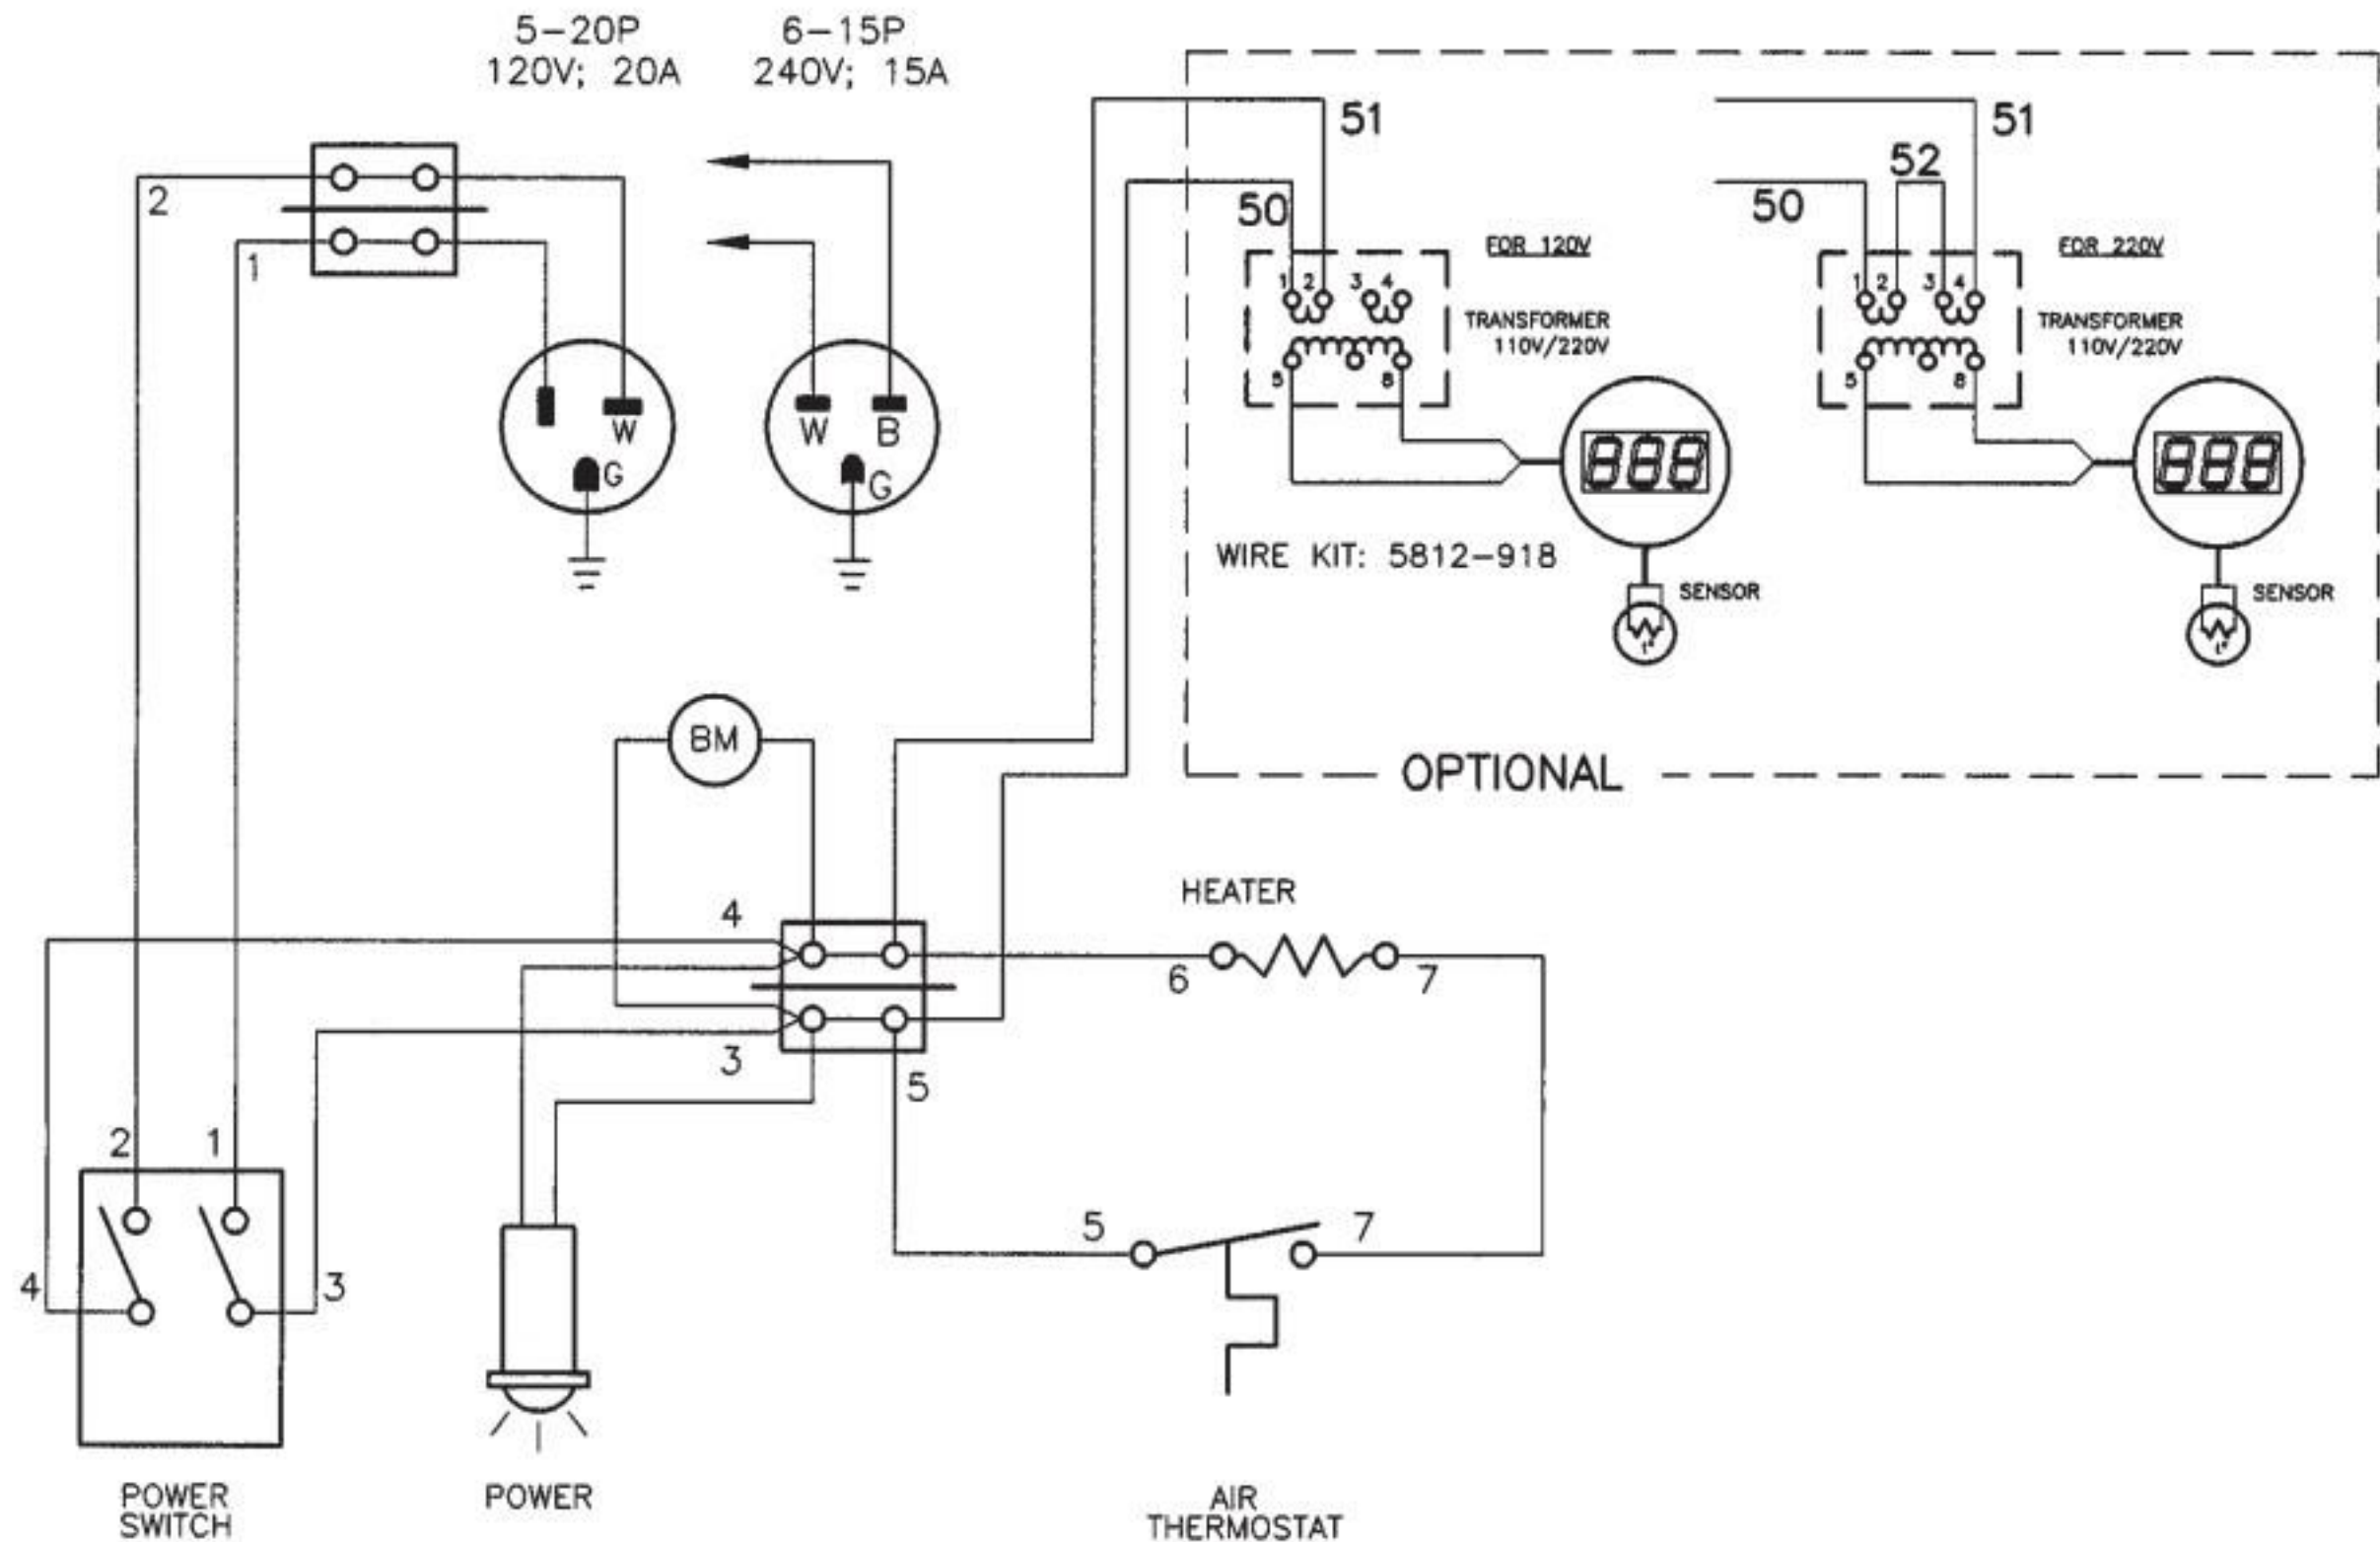 5-20P
120V; 20A
6-15P
240V; 15A
51
51
52
50
50
2
1
FOR 120V
FOR 220V
1 2 3 4
1 2 3 4
TRANSFORMER
110V/220V
TRANSFORMER
110V/220V
5 8
5 8
W
G
W B
G
888
888
WIRE KIT: 5812-918
SENSOR
SENSOR
t°
t°
BM
OPTIONAL
HEATER
4
6
7
3
5
2 1
5
7
4
3
POWER
SWITCH
POWER
AIR
THERMOSTAT